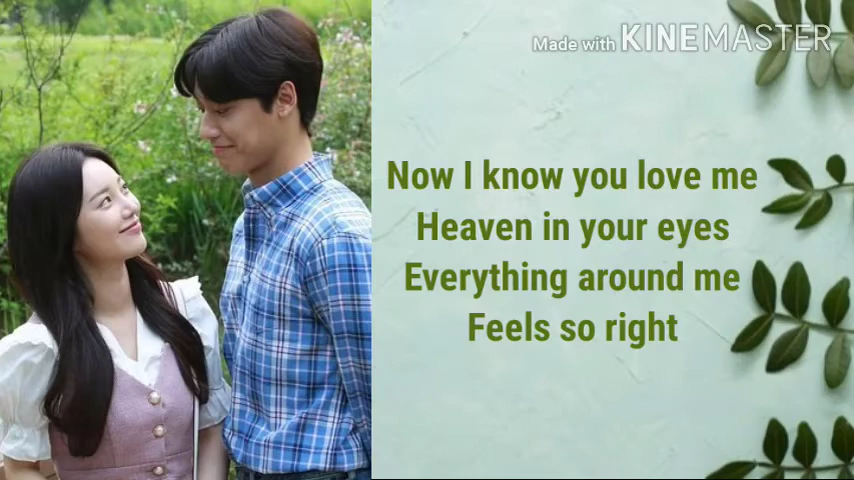 Made with KINEMASTER
Now I know you love me
Heaven in your eyes
Everything around me
Feels so right